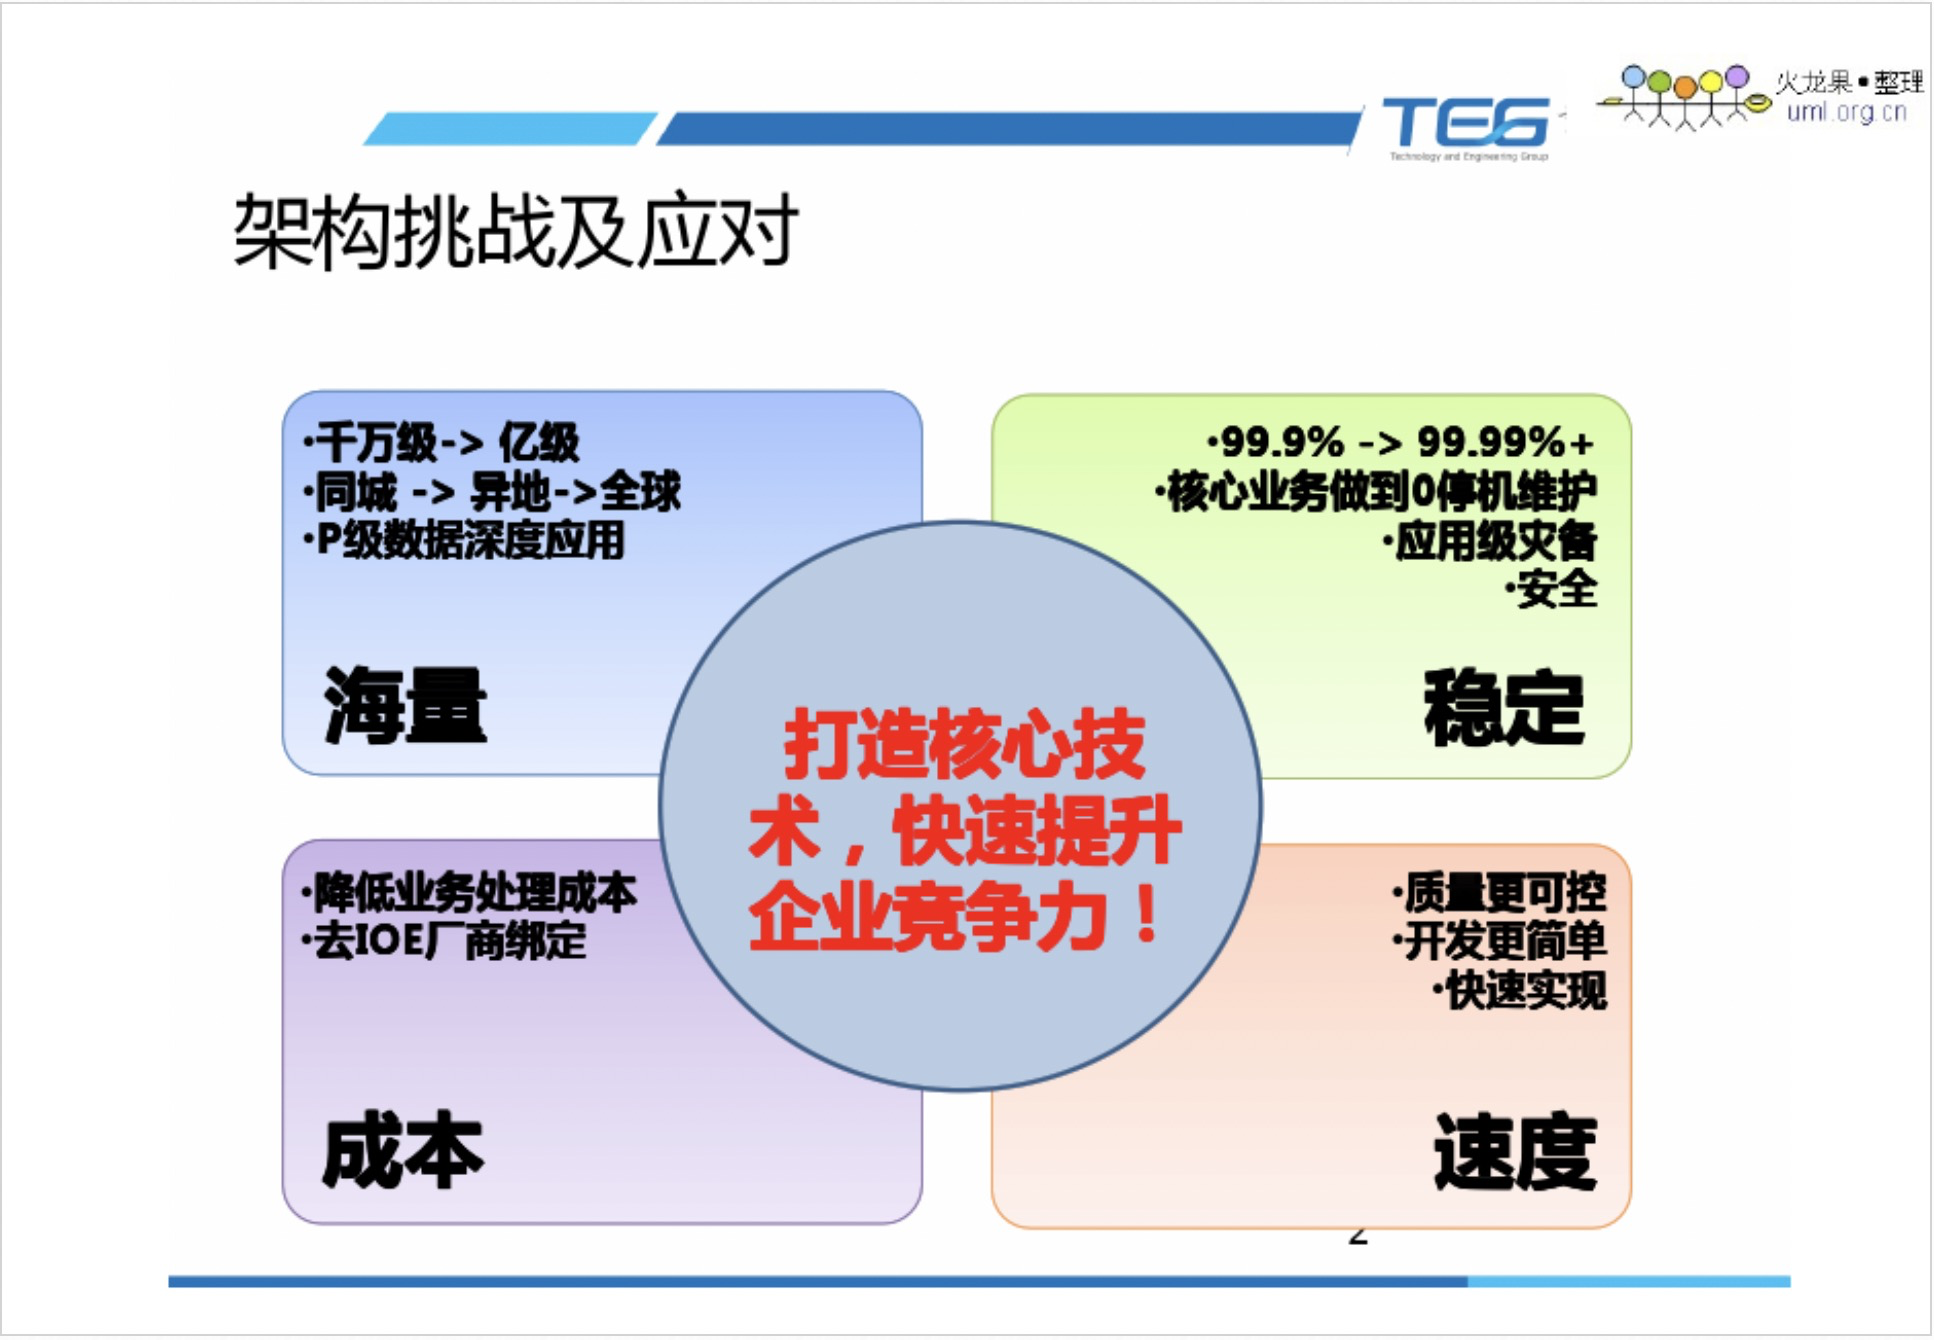 火龙果•整理
uml.org.cn
TEG
Technology and Engineering Group
架构挑战及应对
•千万级-> 亿级
•同城 -> 异地->全球
•P级数据深度应用
海量
•99.9% -> 99.99%+
•核心业务做到0停机维护
•应用级灾备
•安全
稳定
打造核心技
术，快速提升
企业竞争力！
•降低业务处理成本
•去IOE厂商绑定
成本
•质量更可控
•开发更简单
•快速实现
速度
2